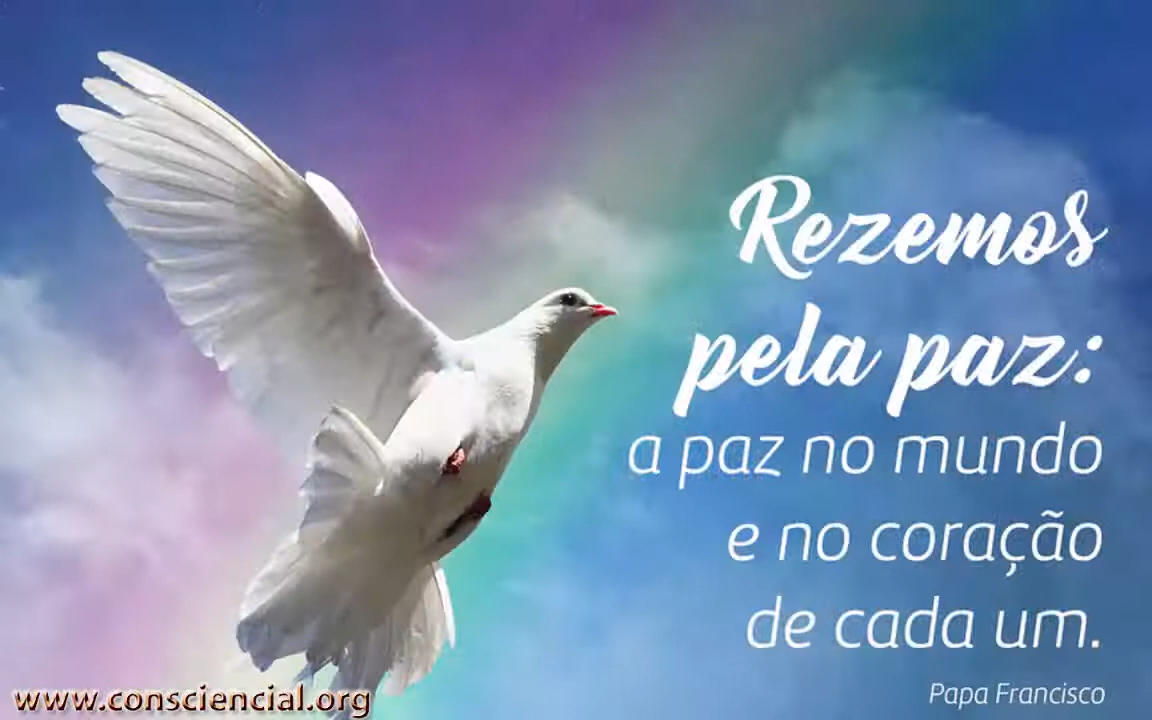 Rezemos
pela paz:
a paz no mundo
e no coração
de cada um.
Papa Francisco
www.consciencial.org